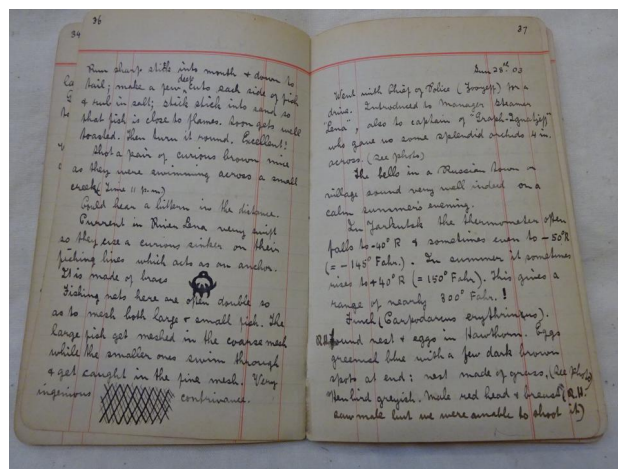 34
36
Run sharp stick into mouth & down to
tail; make a few deep cuts each side of fish
& rub in salt; stick stick into sand so
that fish is close to flames. Soon gets well
toasted. Then turn it round. Excellent!
Shot a pair of curious brown mice
as they were swimming across a small
creek (Time 11 p.m)
Could hear a bittern in the distance.
Current in River Lena very swift
so they use a curious sinker on their
fishing lines which acts as an anchor.
It is made of brass
Fishing nets here are often double so
as to mesh both large & small fish. The
large fish get meshed in the coarse mesh
while the smaller ones swim through
& get caught in the fine mesh. Very
ingenious contrivance.
37
28th 03
Went with Chief of Police for a
drive. Introduced to Manager Steamer
"Lena", also to captain of "Graph-Ignatjeff"
who gave us some splendid orchids 4 in.
across. (See photo)
The bells in a Russian town or
village sound very well indeed on a
calm summer's evening.
In Jarkutsk the thermometer often
falls to -40° R & sometimes even to -50°R
(= -145° Fahr.). In summer it sometimes
rises to +40° R (= 150° Fahr). This gives a
range of nearly 300° Fahr. !
Finch (Carpodacus erythrinus).
Found nest & eggs in Hawthorn. Eggs
greenish blue with a few dark brown
spots at end: nest made of grass, (See photo)
Hen bird greyish. Male red head & breast (R.H.
saw male but we were unable to shoot it)